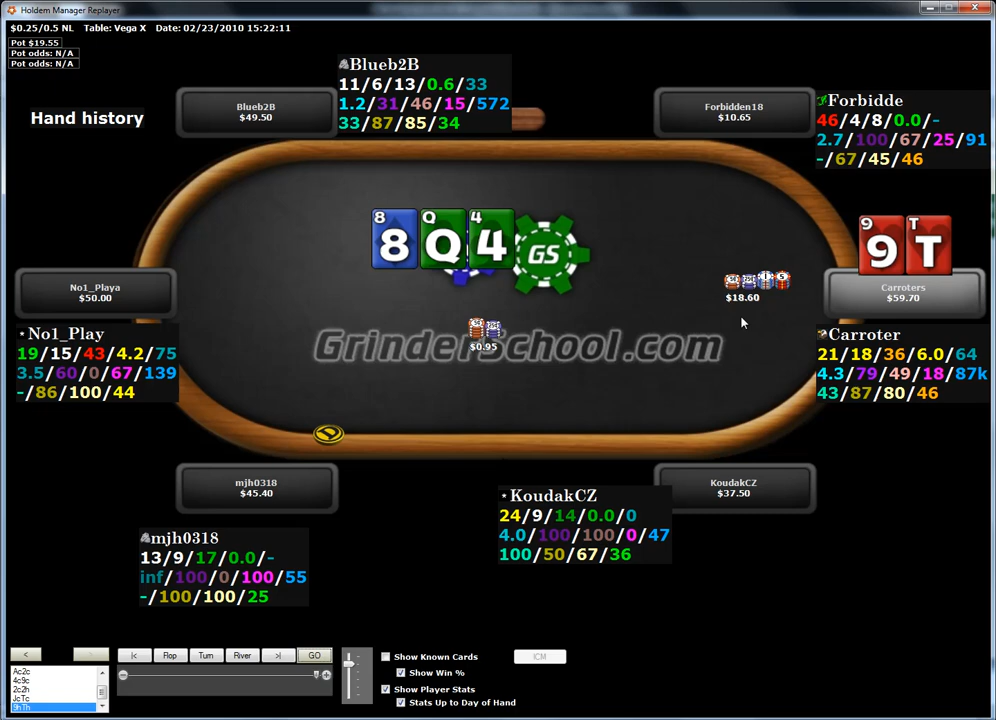 Holdem Manager Replayer
$0.25/0.5 NL Table: Vega X Date: 02/23/2010 15:22:11
Pot $19.55
Pot odds: N/A
Pot odds: N/A
Hand history
Blueb2B
$49.50
Blueb2B
11/6/13/0.6/33
1.2/31/46/15/572
33/87/85/34
Forbidden18
$10.65
Forbidde
46/4/8/0.0/-
2.7/100/67/25/91
-/67/45/46
8 8
Q Q
4 4
GS
9 9
T T
Carroters
$59.70
$18.60
$0.95
GrinderSchool.com
No1_Playa
$50.00
No1_Play
19/15/43/4.2/75
3.5/60/0/67/139
-/86/100/44
Carroter
21/18/36/6.0/64
4.3/79/49/18/87k
43/87/80/46
D
mjh0318
$45.40
mjh0318
13/9/17/0.0/-
inf/100/0/100/55
-/100/100/25
KoudakCZ
$37.50
KoudakCZ
24/9/14/0.0/0
4.0/100/100/0/47
100/50/67/36
<
|<
Flop
Turn
River
>|
GO
Ac2c
4c9c
2c2h
JcTc
9hTh
Show Known Cards
Show Win %
Show Player Stats
Stats Up to Day of Hand
ICM